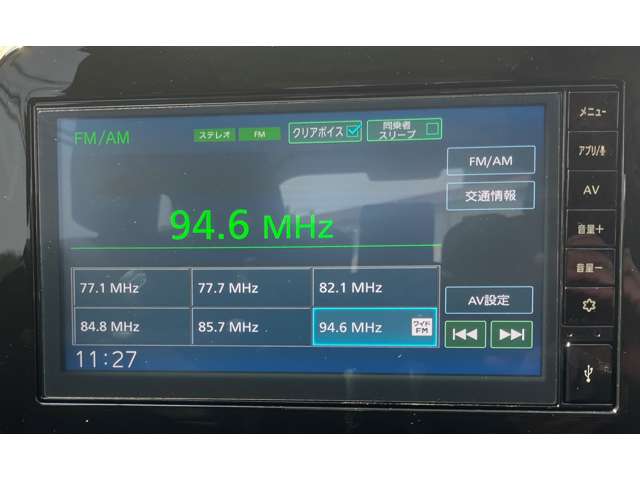 FM/AM ステレオ FM クリアボイス 同乗者スリープ
メニュー
アプリ/
FM/AM
AV
交通情報
94.6 MHz
音量+
77.1 MHz 77.7 MHz 82.1 MHz
音量−
AV設定
84.8 MHz 85.7 MHz 94.6 MHz ワイドFM
11:27